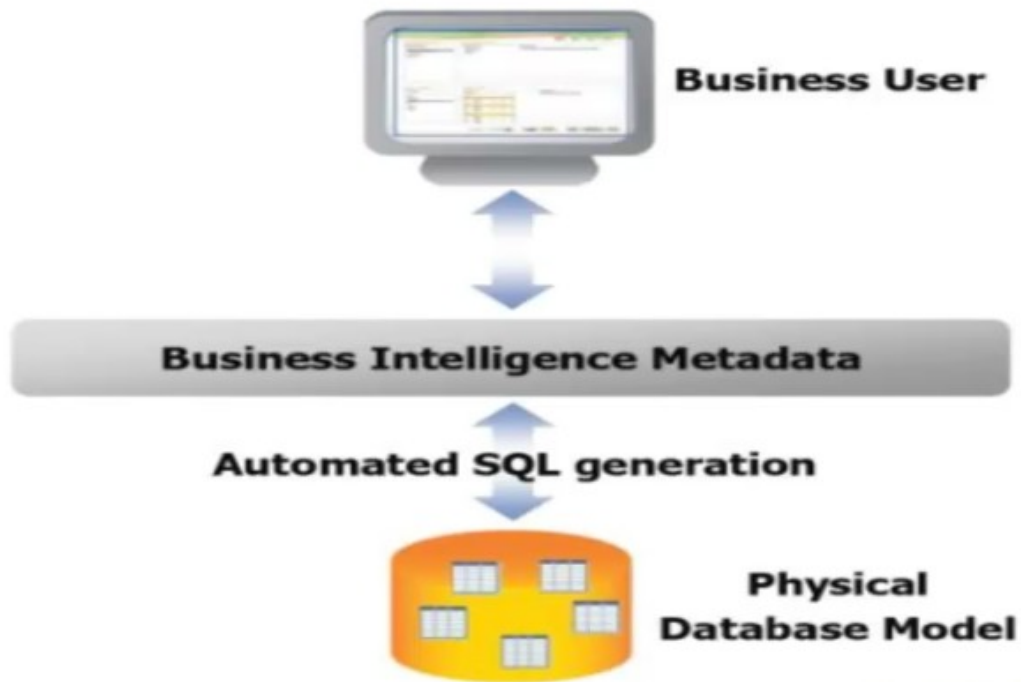 Business User
Business Intelligence Metadata
Automated SQL generation
Physical
Database Model